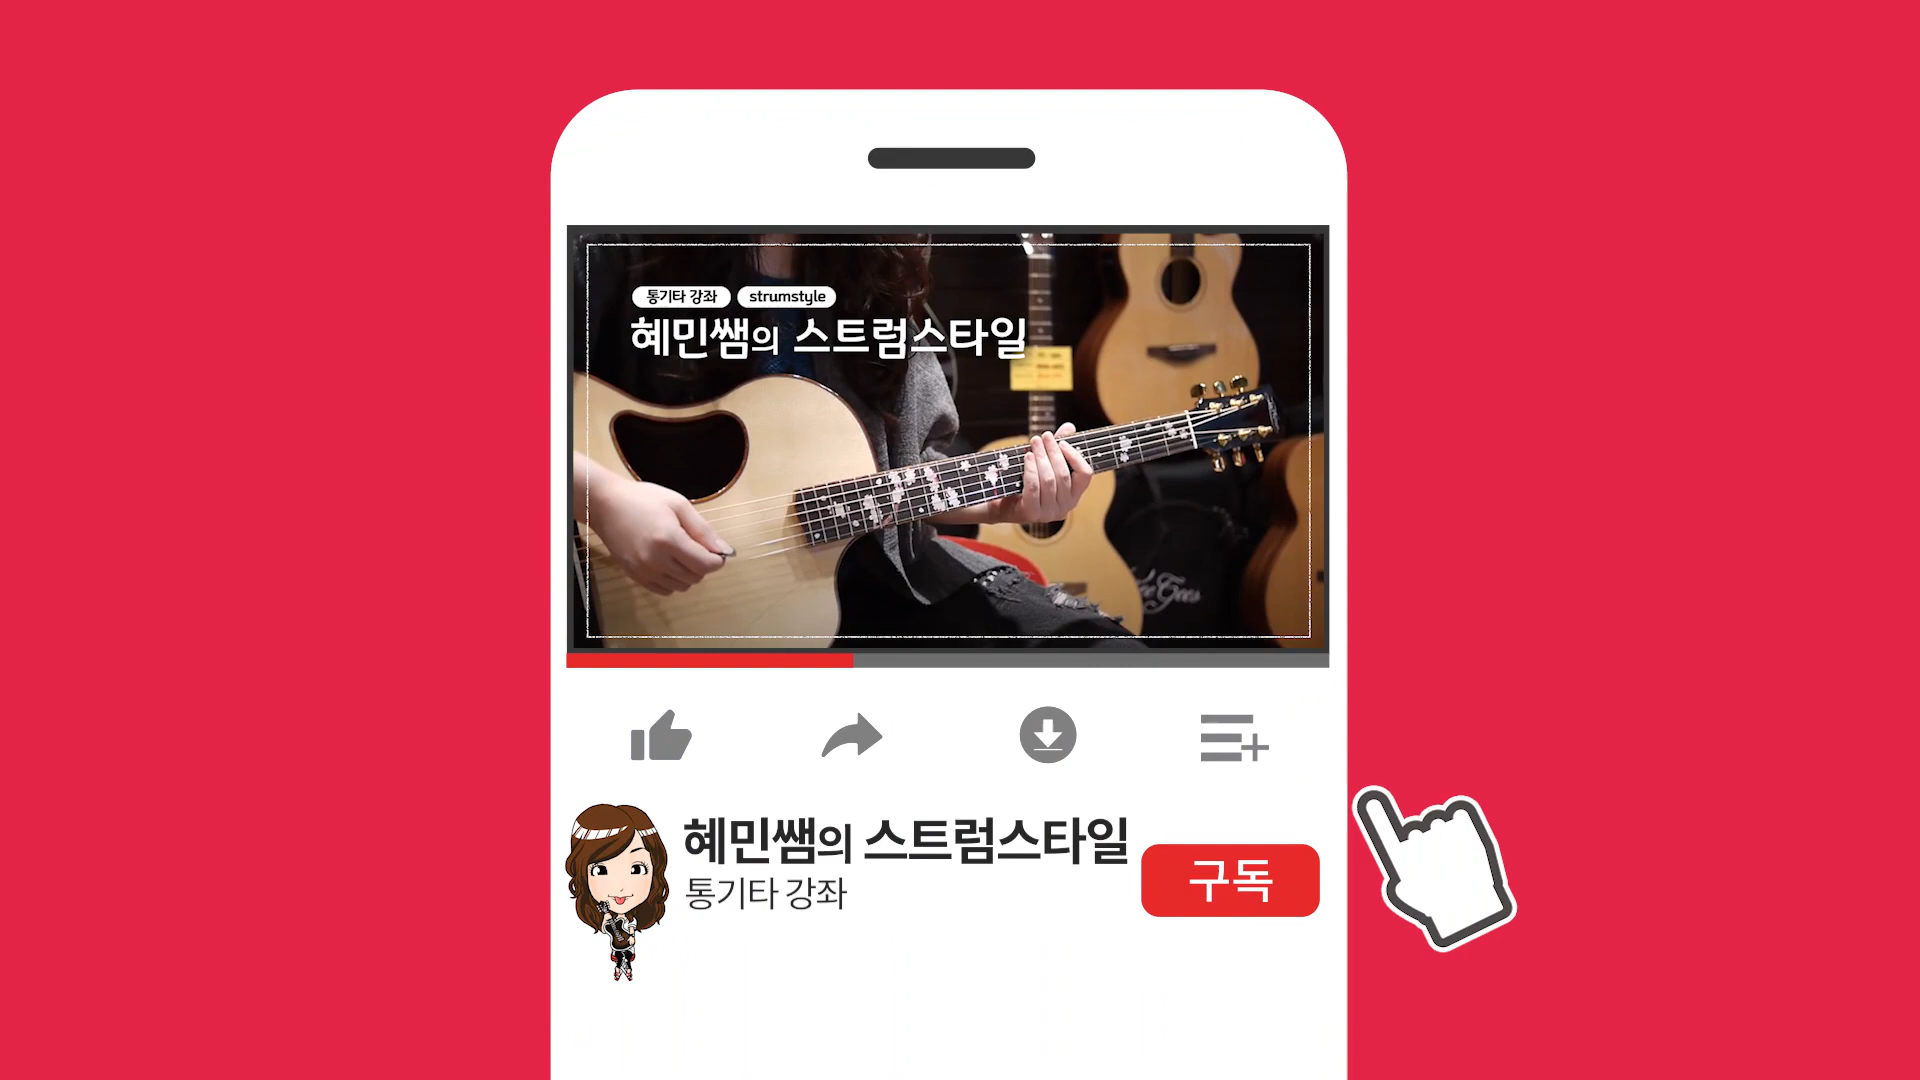 통기타 강좌 strumstyle
혜민쌤의 스트럼스타일
혜민쌤의 스트럼스타일
통기타 강좌
구독